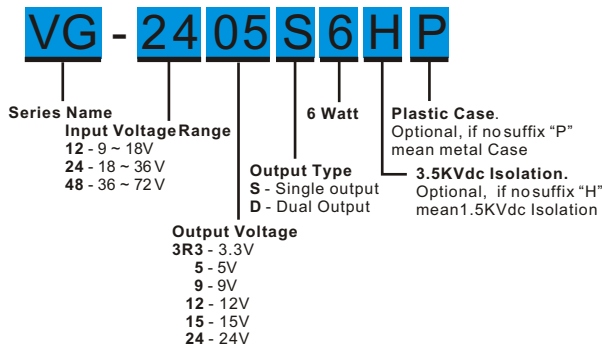 VG - 24 05 S 6 H P
Series Name
Input Voltage Range
12 - 9 ~ 18V
24 - 18 ~ 36V
48 - 36 ~ 72V
Output Voltage
3R3 - 3.3V
5 - 5V
9 - 9V
12 - 12V
15 - 15V
24 - 24V
Output Type
S - Single output
D - Dual Output
6 Watt
Plastic Case.
Optional, if no suffix “P”
mean metal Case
3.5KVdc Isolation.
Optional, if no suffix “H”
mean1.5KVdc Isolation